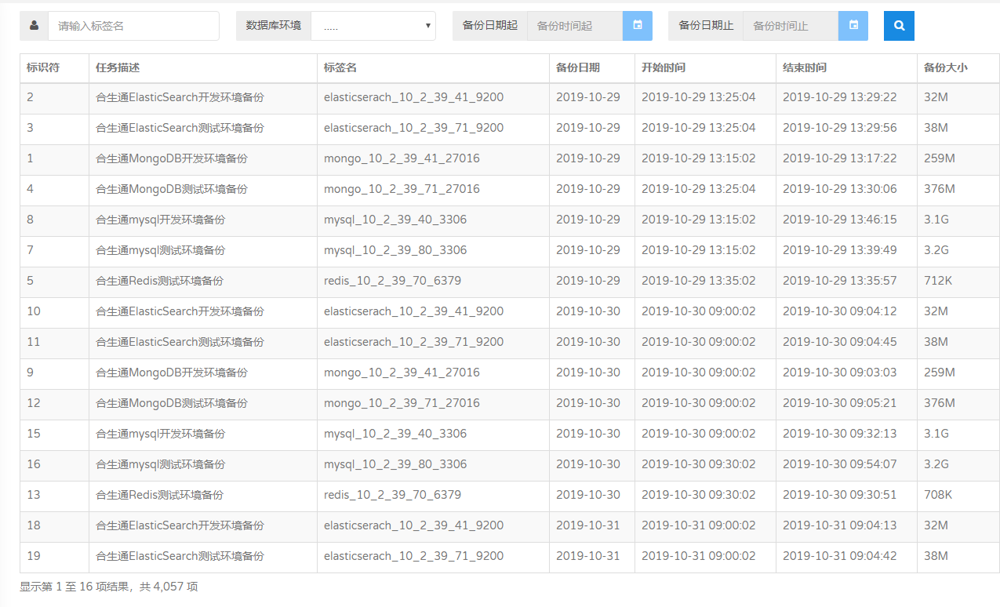 请输入标签名 数据库环境 ..... 备份日期起 备份时间起 备份日期止 备份时间止
标识符 任务描述 标签名 备份日期 开始时间 结束时间 备份大小
2 合生通ElasticSearch开发环境备份 elasticserach_10_2_39_41_9200 2019-10-29 2019-10-29 13:25:04 2019-10-29 13:29:22 32M
3 合生通ElasticSearch测试环境备份 elasticserach_10_2_39_71_9200 2019-10-29 2019-10-29 13:25:04 2019-10-29 13:29:56 38M
1 合生通MongoDB开发环境备份 mongo_10_2_39_41_27016 2019-10-29 2019-10-29 13:15:02 2019-10-29 13:17:22 259M
4 合生通MongoDB测试环境备份 mongo_10_2_39_71_27016 2019-10-29 2019-10-29 13:25:04 2019-10-29 13:30:06 376M
8 合生通mysql开发环境备份 mysql_10_2_39_40_3306 2019-10-29 2019-10-29 13:15:02 2019-10-29 13:46:15 3.1G
7 合生通mysql测试环境备份 mysql_10_2_39_80_3306 2019-10-29 2019-10-29 13:15:02 2019-10-29 13:39:49 3.2G
5 合生通Redis测试环境备份 redis_10_2_39_70_6379 2019-10-29 2019-10-29 13:35:02 2019-10-29 13:35:57 712K
10 合生通ElasticSearch开发环境备份 elasticserach_10_2_39_41_9200 2019-10-30 2019-10-30 09:00:02 2019-10-30 09:04:12 32M
11 合生通ElasticSearch测试环境备份 elasticserach_10_2_39_71_9200 2019-10-30 2019-10-30 09:00:02 2019-10-30 09:04:45 38M
9 合生通MongoDB开发环境备份 mongo_10_2_39_41_27016 2019-10-30 2019-10-30 09:00:02 2019-10-30 09:03:03 259M
12 合生通MongoDB测试环境备份 mongo_10_2_39_71_27016 2019-10-30 2019-10-30 09:00:02 2019-10-30 09:05:21 376M
15 合生通mysql开发环境备份 mysql_10_2_39_40_3306 2019-10-30 2019-10-30 09:00:02 2019-10-30 09:32:13 3.1G
16 合生通mysql测试环境备份 mysql_10_2_39_80_3306 2019-10-30 2019-10-30 09:30:02 2019-10-30 09:54:07 3.2G
13 合生通Redis测试环境备份 redis_10_2_39_70_6379 2019-10-30 2019-10-30 09:30:02 2019-10-30 09:30:51 708K
18 合生通ElasticSearch开发环境备份 elasticserach_10_2_39_41_9200 2019-10-31 2019-10-31 09:00:02 2019-10-31 09:04:13 32M
19 合生通ElasticSearch测试环境备份 elasticserach_10_2_39_71_9200 2019-10-31 2019-10-31 09:00:02 2019-10-31 09:04:42 38M
显示第 1 至 16 项结果，共 4,057 项